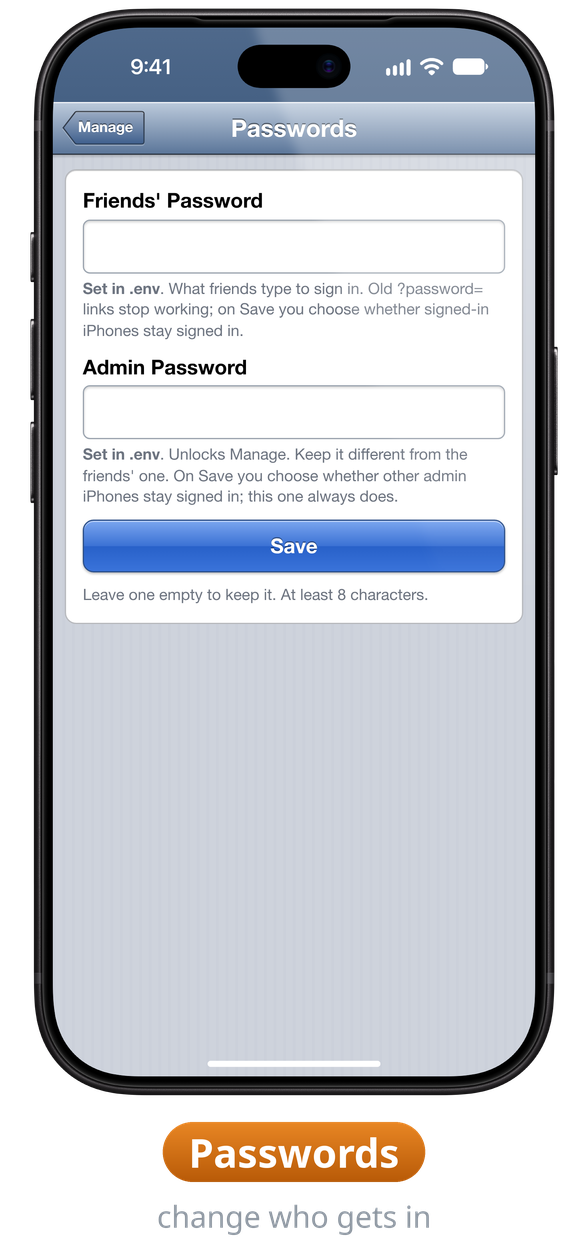 9:41
Manage
Passwords
Friends' Password
Set in .env. What friends type to sign in. Old ?password=
links stop working; on Save you choose whether signed-in
iPhones stay signed in.
Admin Password
Set in .env. Unlocks Manage. Keep it different from the
friends' one. On Save you choose whether other admin
iPhones stay signed in; this one always does.
Save
Leave one empty to keep it. At least 8 characters.
Passwords
change who gets in